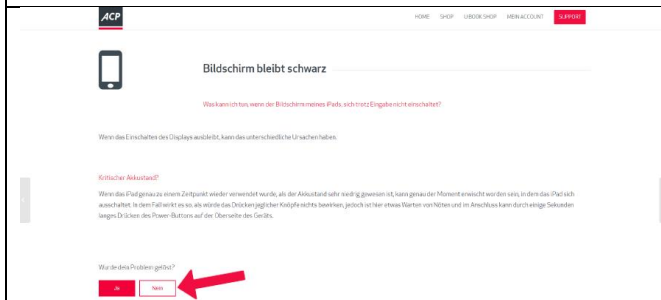 ACP
HOME SHOP U:BOOK SHOP MEIN ACCOUNT SUPPORT
Bildschirm bleibt schwarz
Was kann ich tun, wenn der Bildschirm meines iPads, sich trotz Eingabe nicht einschaltet?
Wenn das Einschalten des Displays ausbleibt, kann das unterschiedliche Ursachen haben.
Kritischer Akkustand?
Wenn das iPad genau zu einem Zeitpunkt wieder verwendet wurde, als der Akkustand sehr niedrig gewesen ist, kann genau der Moment erwischt worden sein, in dem das iPad sich
ausschaltet. In dem Fall wirkt es so, als würde das Drücken jeglicher Knöpfe nichts bewirken, jedoch ist hier etwas Warten von Nöten und im Anschluss kann durch einige Sekunden
langes Drücken des Power-Buttons auf der Oberseite des Geräts.
Wurde dein Problem gelöst?
Ja Nein